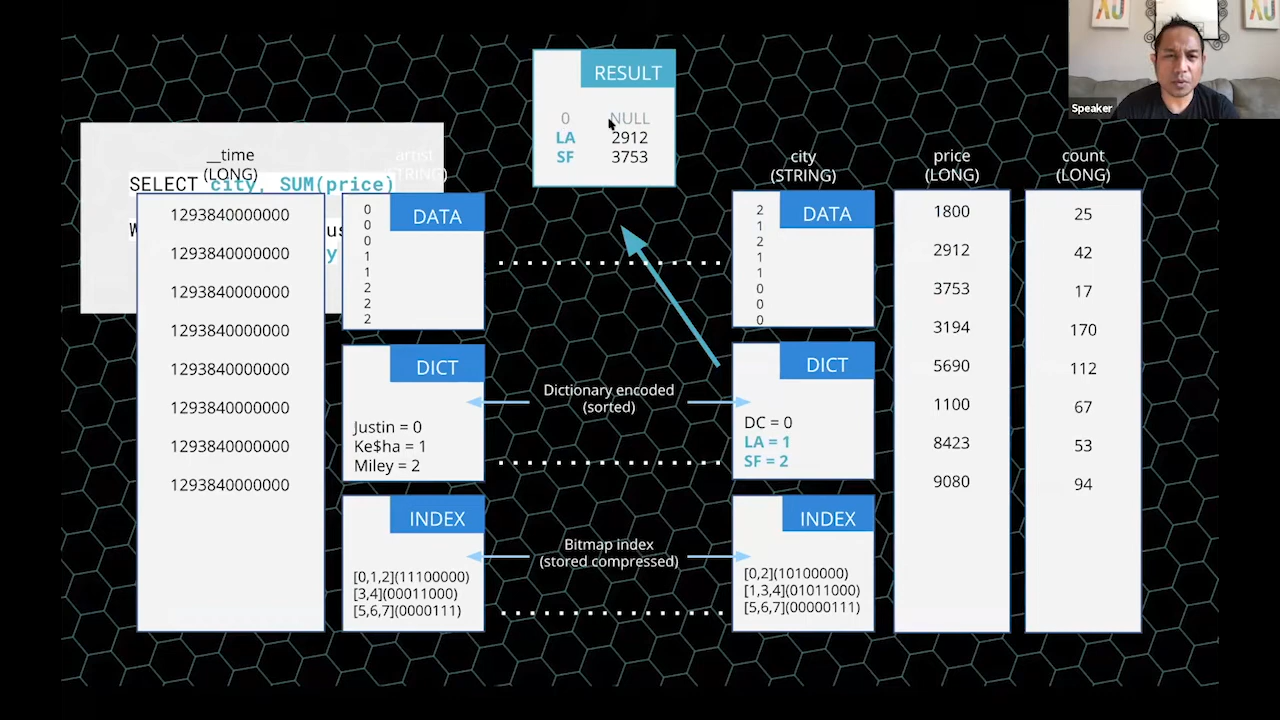 RESULT
0 NULL
LA 2912
SF 3753
Speaker
SELECT city, SUM(price)
__time
(LONG)
1293840000000
1293840000000
1293840000000
1293840000000
1293840000000
1293840000000
1293840000000
1293840000000
artist
DATA
0
0
0
1
1
2
2
2
DICT
Justin = 0
Ke$ha = 1
Miley = 2
INDEX
[0,1,2](11100000)
[3,4](00011000)
[5,6,7](0000111)
Dictionary encoded
(sorted)
Bitmap index
(stored compressed)
city
(STRING)
DATA
2
1
2
1
1
0
0
0
DICT
DC = 0
LA = 1
SF = 2
INDEX
[0,2](10100000)
[1,3,4](01011000)
[5,6,7](00000111)
price
(LONG)
1800
2912
3753
3194
5690
1100
8423
9080
count
(LONG)
25
42
17
170
112
67
53
94